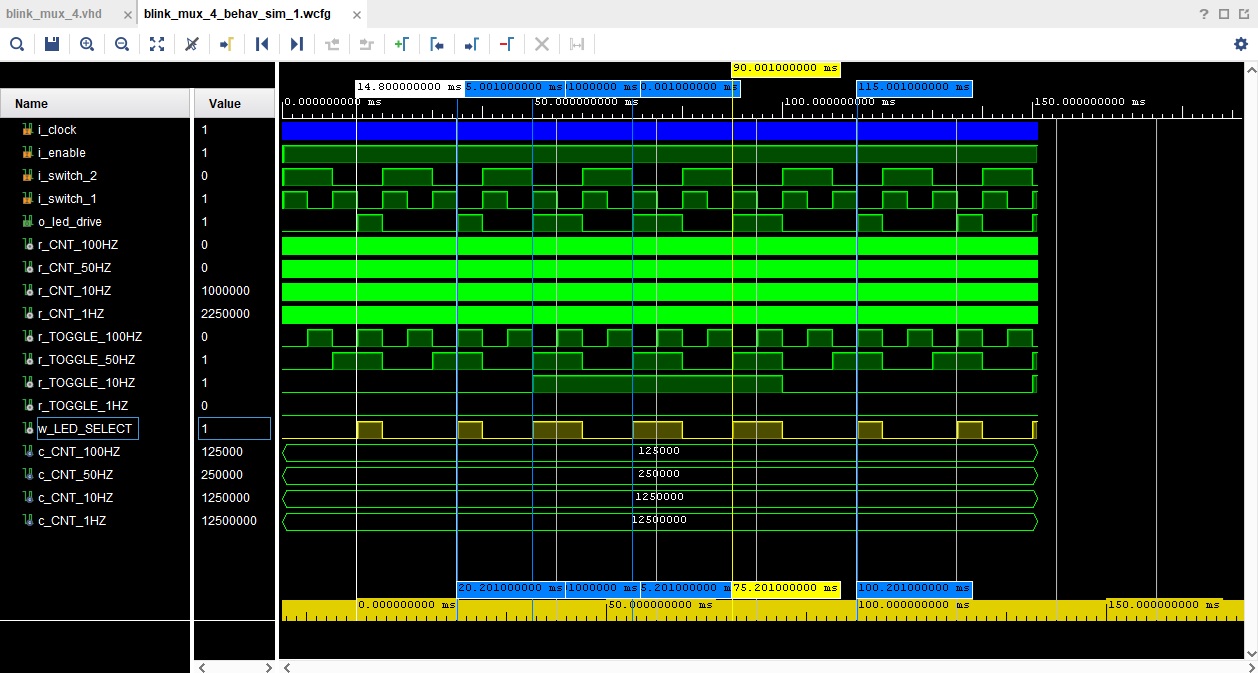 blink_mux_4.vhd × blink_mux_4_behav_sim_1.wcfg ×
90.001000000 ms
Name Value
14.800000000 ms 5.001000000 1000000 0.001000000 ms 115.001000000 ms
0.000000000 ms 50.000000000 ms 100.000000000 ms 150.000000000 ms
i_clock 1
i_enable 1
i_switch_2 0
i_switch_1 1
o_led_drive 1
r_CNT_100HZ 0
r_CNT_50HZ 0
r_CNT_10HZ 1000000
r_CNT_1HZ 2250000
r_TOGGLE_100HZ 0
r_TOGGLE_50HZ 1
r_TOGGLE_10HZ 1
r_TOGGLE_1HZ 0
w_LED_SELECT 1
c_CNT_100HZ 125000 125000
c_CNT_50HZ 250000 250000
c_CNT_10HZ 1250000 1250000
c_CNT_1HZ 12500000 12500000
20.201000000 ms 1000000 5.201000000 75.201000000 ms 100.201000000 ms
0.000000000 ms 50.000000000 ms 100.000000000 ms 150.000000000 ms